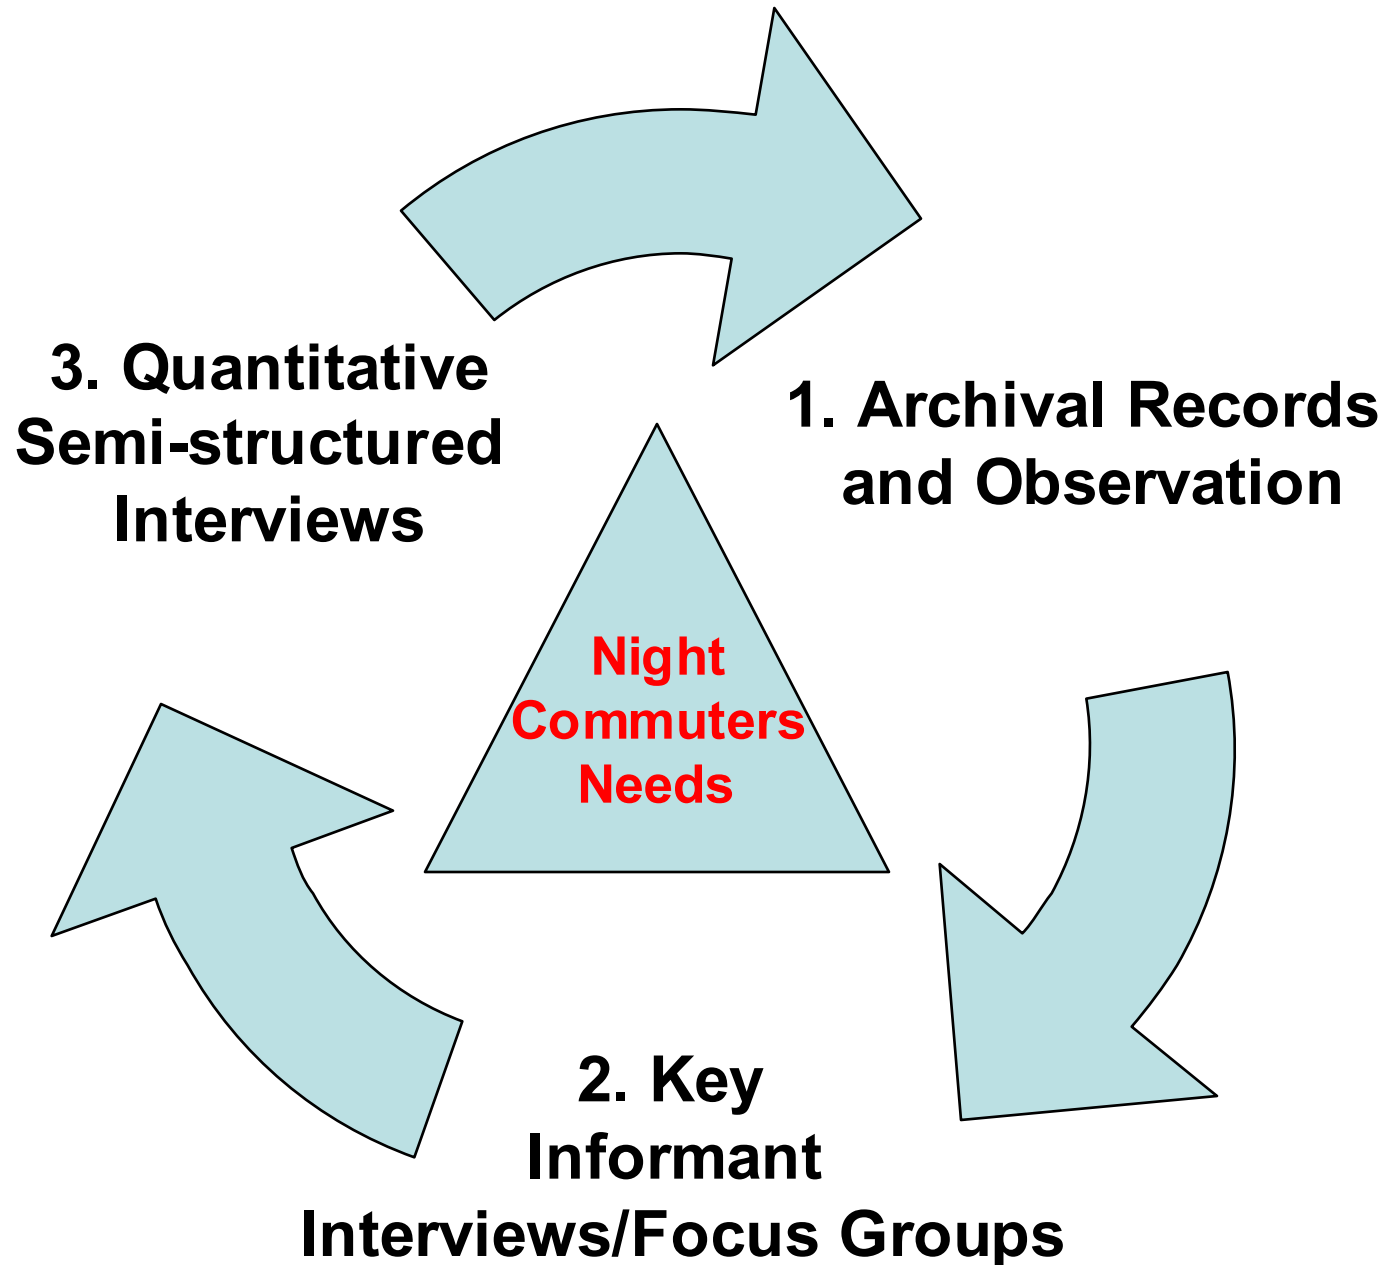 3. Quantitative
Semi-structured
Interviews
1. Archival Records
and Observation
Night
Commuters
Needs
2. Key
Informant
Interviews/Focus Groups